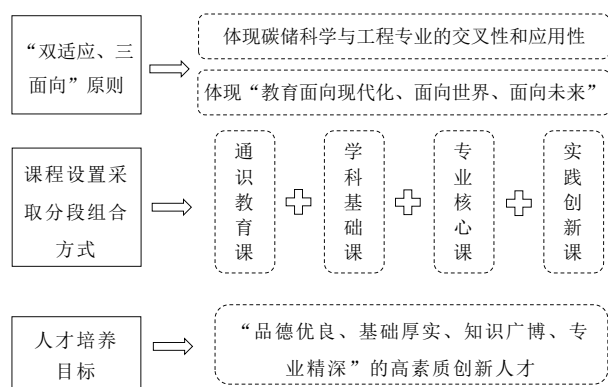 “双适应、三
面向”原则
体现碳储科学与工程专业的交叉性和应用性
体现“教育面向现代化、面向世界、面向未来”
课程设置采
取分段组合
方式
通识教育课
学科基础课
专业核心课
实践创新课
人才培养
目标
“品德优良、基础厚实、知识广博、专
业精深”的高素质创新人才